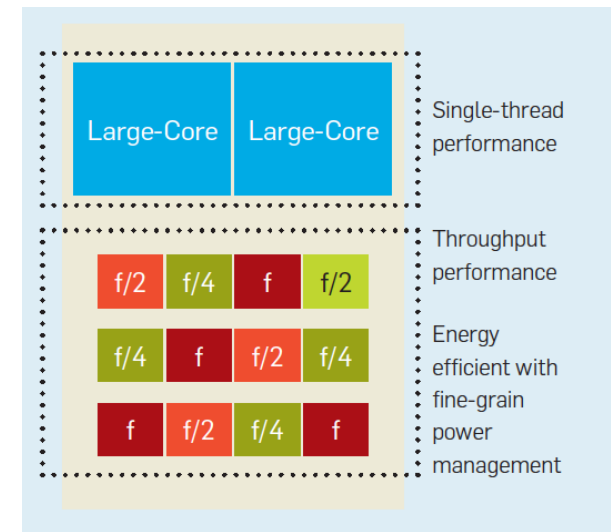 Large-Core Large-Core
Single-thread
performance
Throughput
performance
f/2 f/4 f f/2
f/4 f f/2 f/4
f f/2 f/4 f
Energy
efficient with
fine-grain
power
management